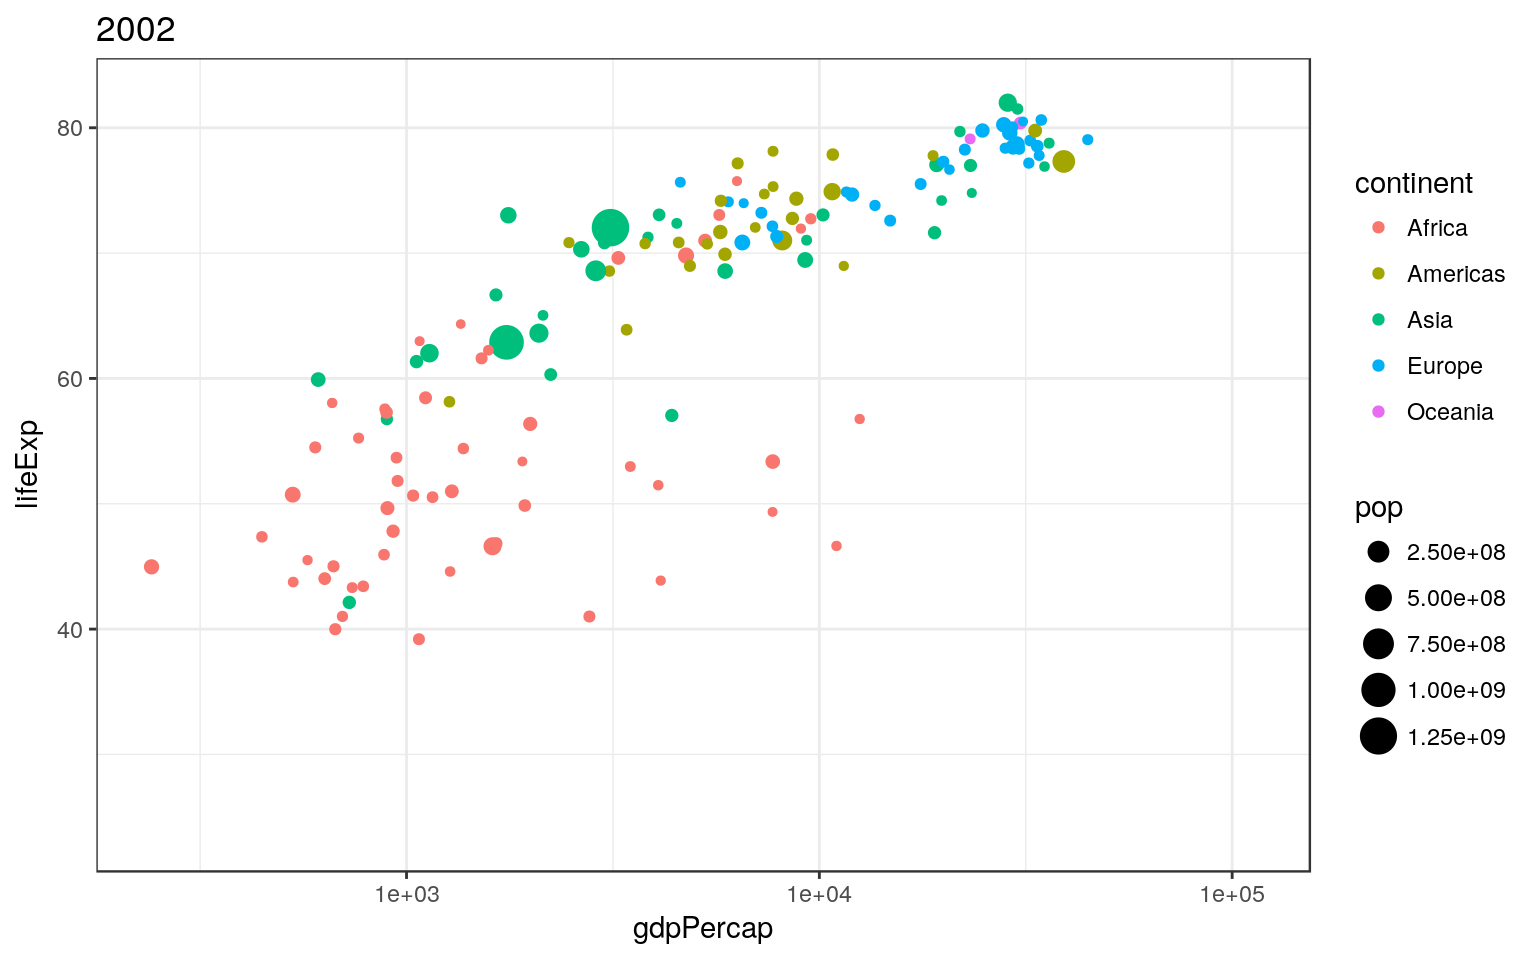 2002
80
60
40
lifeExp
1e+03
1e+04
1e+05
gdpPercap
continent
Africa
Americas
Asia
Europe
Oceania
pop
2.50e+08
5.00e+08
7.50e+08
1.00e+09
1.25e+09